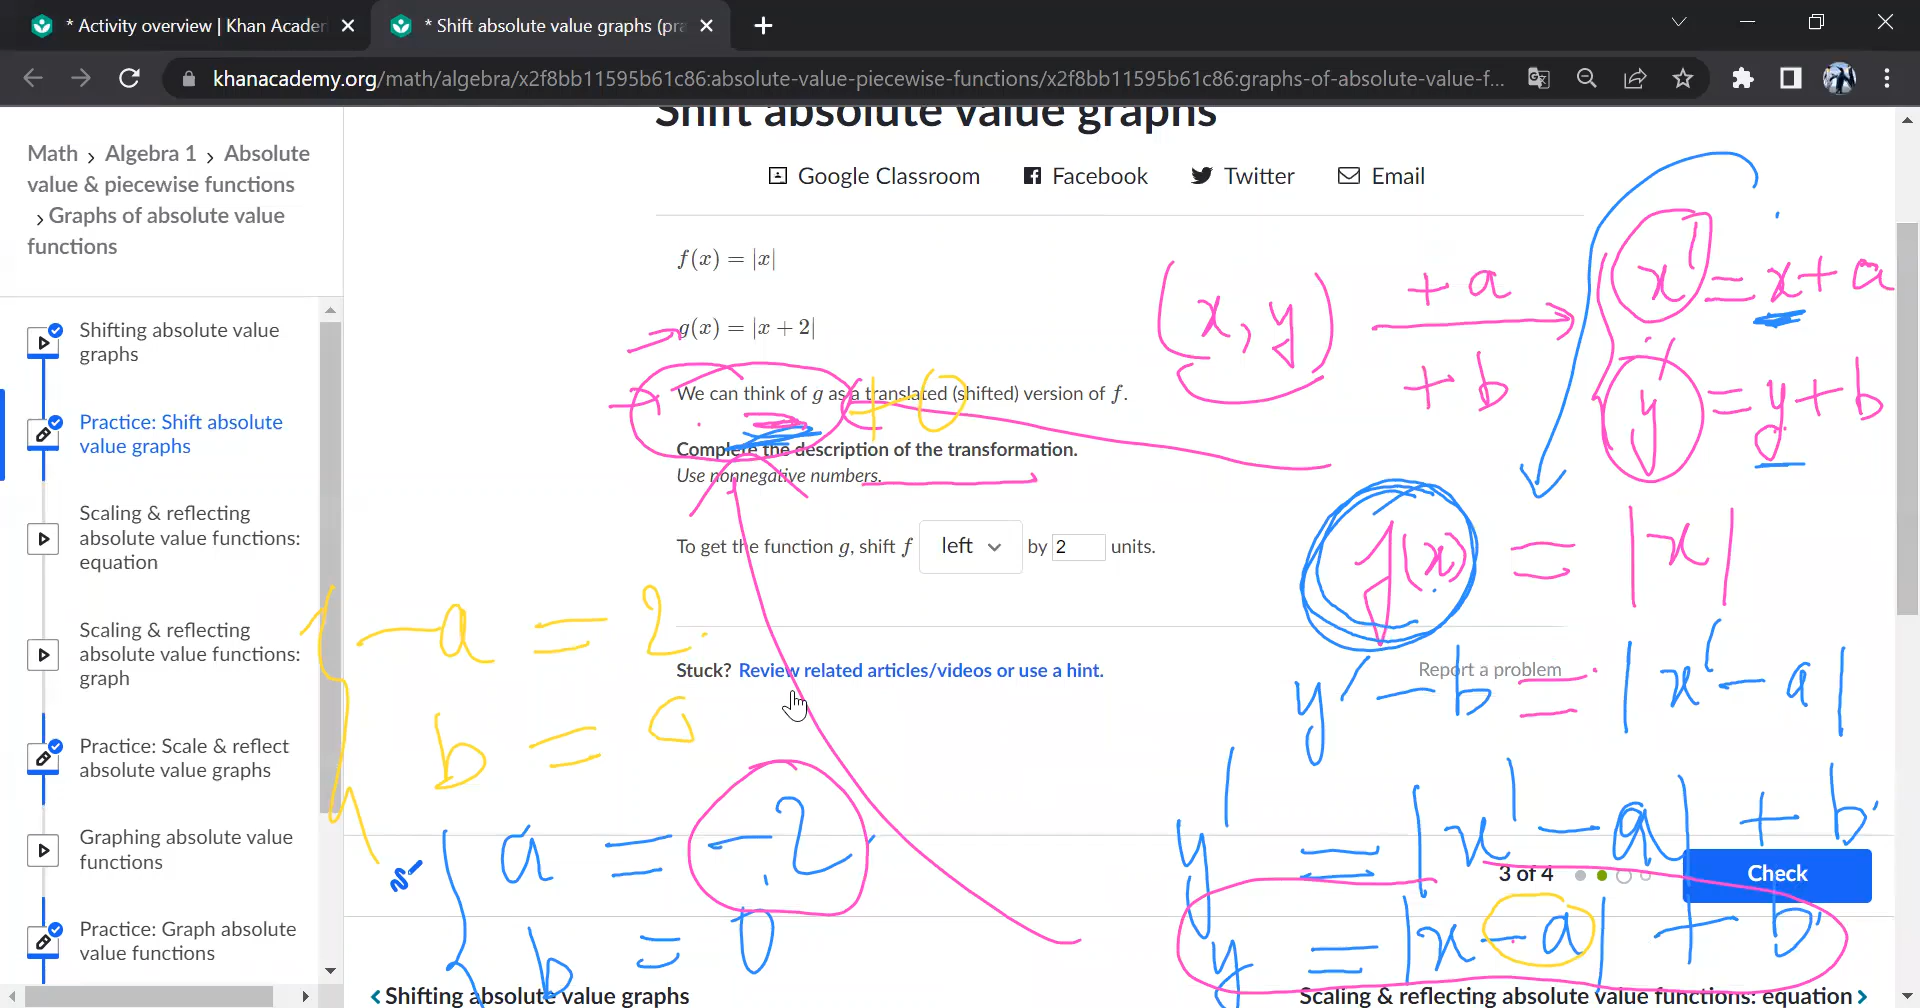 * Activity overview | Khan Acader
* Shift absolute value graphs (pra
khanacademy.org/math/algebra/x2f8bb11595b61c86:absolute-value-piecewise-functions/x2f8bb11595b61c86:graphs-of-absolute-value-f...
Math > Algebra 1 > Absolute
value & piecewise functions
> Graphs of absolute value
functions
Shifting absolute value
graphs
Practice: Shift absolute
value graphs
Scaling & reflecting
absolute value functions:
equation
Scaling & reflecting
absolute value functions:
graph
Practice: Scale & reflect
absolute value graphs
Graphing absolute value
functions
Practice: Graph absolute
value functions
Shift absolute value graphs
Google Classroom
Facebook
Twitter
Email
f(x) = |x|
g(x) = |x + 2|
We can think of g as a translated (shifted) version of f.
Complete the description of the transformation.
Use nonnegative numbers.
To get the function g, shift f left by 2 units.
Stuck? Review related articles/videos or use a hint.
Report a problem
3 of 4
Check
< Shifting absolute value graphs
Scaling & reflecting absolute value functions: equation >
+ 0
(x, y)
+ a
+ b
x' = x + a
y' = y + b
f(x) = |x|
y' - b = |x' - a|
y' = |x' - a| + b
y = |x - a| + b
-a = 2
b = 0
a = -2
b = 0